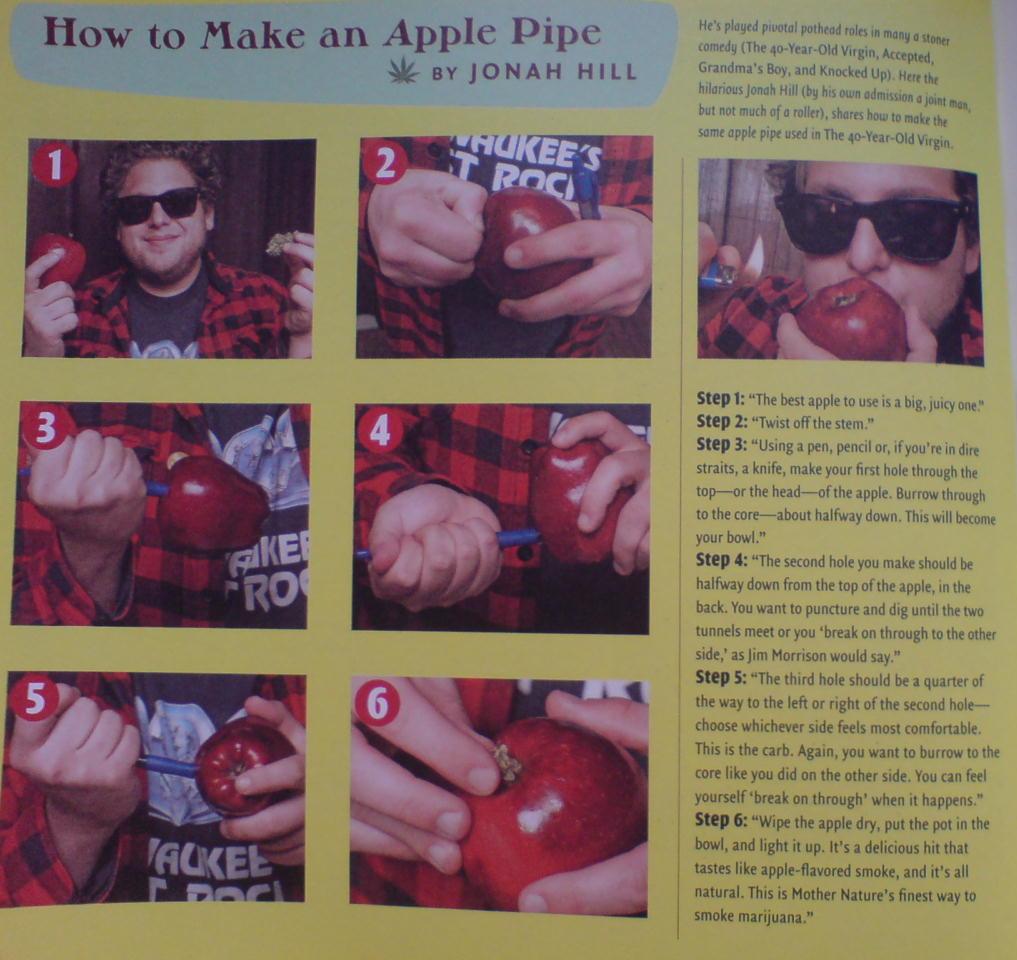 How to Make an Apple Pipe
BY JONAH HILL
He's played pivotal pothead roles in many a stoner
comedy (The 40-Year-Old Virgin, Accepted,
Grandma's Boy, and Knocked Up). Here the
hilarious Jonah Hill (by his own admission a joint man,
but not much of a roller), shares how to make the
same apple pipe used in The 40-Year-Old Virgin.
1
2
WAUKEE'S
T ROCK
3
AUKEE
T ROC
4
5
WAUKEE
T ROCK
6
Step 1: "The best apple to use is a big, juicy one."
Step 2: "Twist off the stem."
Step 3: "Using a pen, pencil or, if you're in dire
straits, a knife, make your first hole through the
top—or the head—of the apple. Burrow through
to the core—about halfway down. This will become
your bowl."
Step 4: "The second hole you make should be
halfway down from the top of the apple, in the
back. You want to puncture and dig until the two
tunnels meet or you 'break on through to the other
side,' as Jim Morrison would say."
Step 5: "The third hole should be a quarter of
the way to the left or right of the second hole—
choose whichever side feels most comfortable.
This is the carb. Again, you want to burrow to the
core like you did on the other side. You can feel
yourself 'break on through' when it happens."
Step 6: "Wipe the apple dry, put the pot in the
bowl, and light it up. It's a delicious hit that
tastes like apple-flavored smoke, and it's all
natural. This is Mother Nature's finest way to
smoke marijuana."